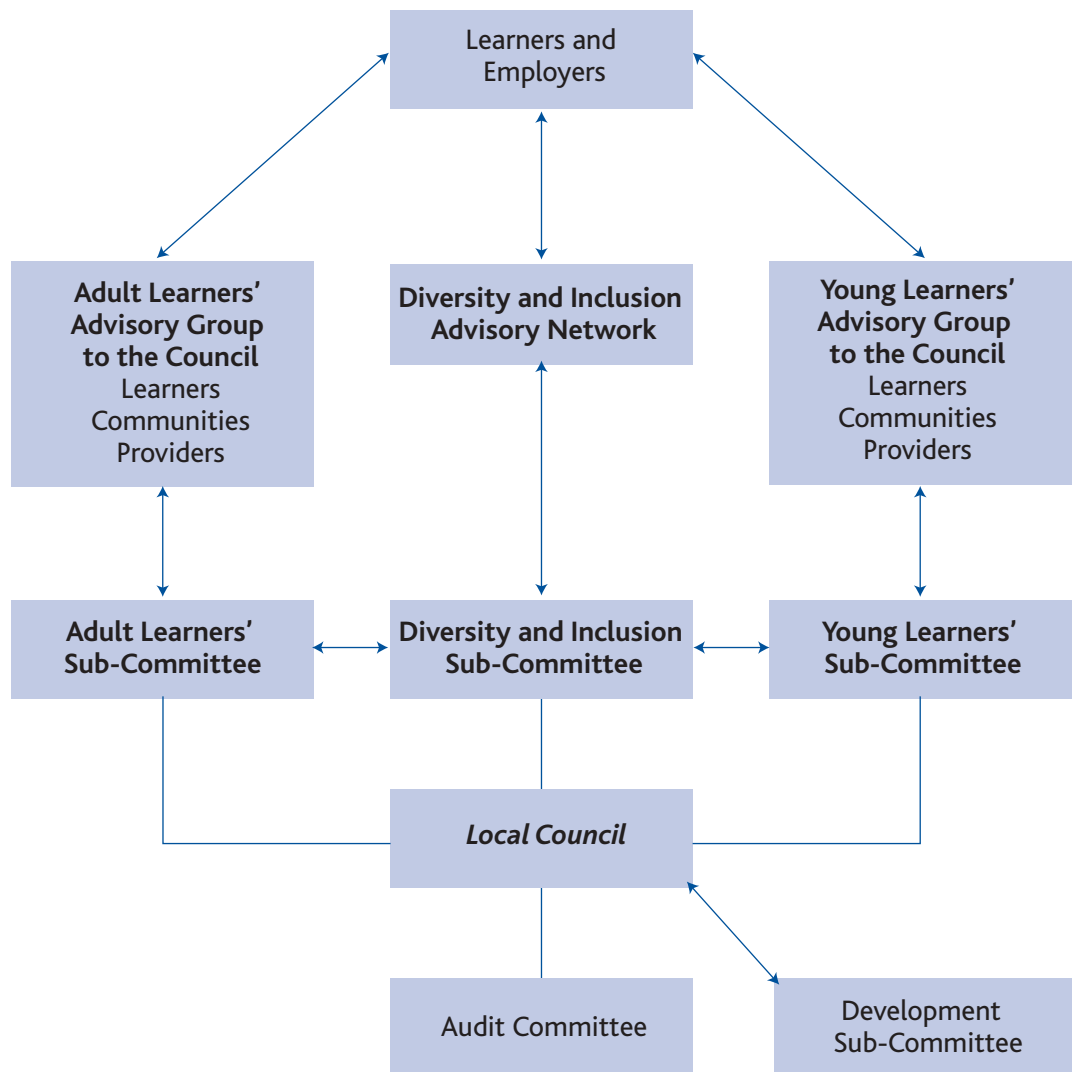 Learners and
Employers
Adult Learners’
Advisory Group
to the Council
Learners
Communities
Providers
Diversity and Inclusion
Advisory Network
Young Learners’
Advisory Group
to the Council
Learners
Communities
Providers
Adult Learners’
Sub-Committee
Diversity and Inclusion
Sub-Committee
Young Learners’
Sub-Committee
Local Council
Audit Committee
Development
Sub-Committee